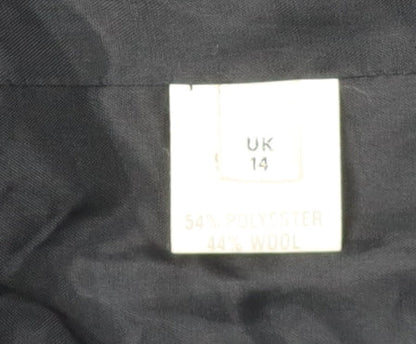 UK
14
54% POLYESTER
44% WOOL